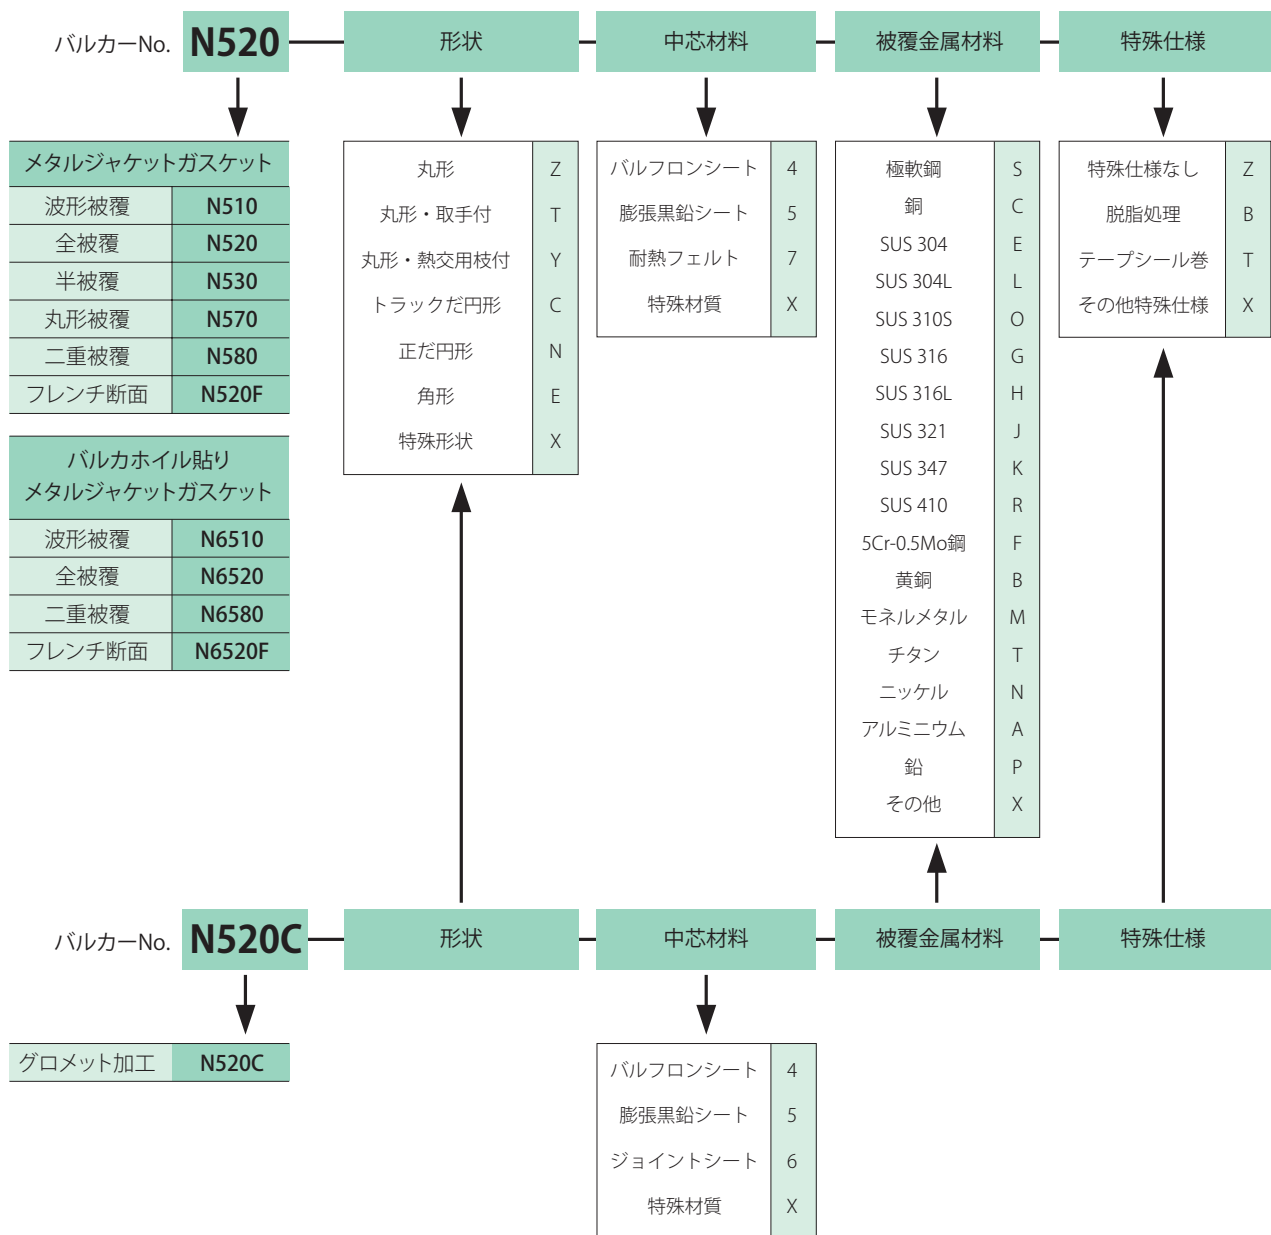 バルカーNo. N520 形状 中芯材料 被覆金属材料 特殊仕様
メタルジャケットガスケット
波形被覆 N510
全被覆 N520
半被覆 N530
丸形被覆 N570
二重被覆 N580
フレンチ断面 N520F
バルカホイル貼り
メタルジャケットガスケット
波形被覆 N6510
全被覆 N6520
二重被覆 N6580
フレンチ断面 N6520F
丸形 Z
丸形・取手付 T
丸形・熱交用枝付 Y
トラックだ円形 C
正だ円形 N
角形 E
特殊形状 X
バルフロンシート 4
膨張黒鉛シート 5
耐熱フェルト 7
特殊材質 X
極軟鋼 S
銅 C
SUS 304 E
SUS 304L L
SUS 310S O
SUS 316 G
SUS 316L H
SUS 321 J
SUS 347 K
SUS 410 R
5Cr-0.5Mo鋼 F
黄銅 B
モネルメタル M
チタン T
ニッケル N
アルミニウム A
鉛 P
その他 X
特殊仕様なし Z
脱脂処理 B
テープシール巻 T
その他特殊仕様 X
バルカーNo. N520C 形状 中芯材料 被覆金属材料 特殊仕様
グロメット加工 N520C
バルフロンシート 4
膨張黒鉛シート 5
ジョイントシート 6
特殊材質 X